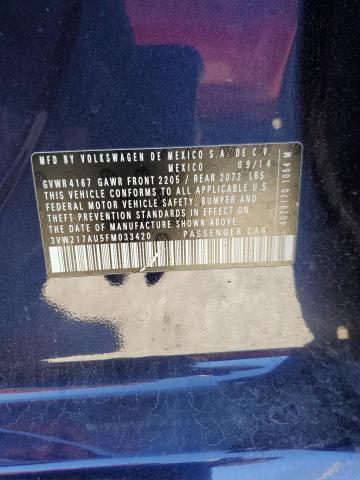 MFD BY VOLKSWAGEN DE MEXICO S.A. DE C.V.
MEXICO 09/14
GVWR 4167 GAWR FRONT 2205 / REAR 2072 LBS
THIS VEHICLE CONFORMS TO ALL APPLICABLE U.S.
FEDERAL MOTOR VEHICLE SAFETY, BUMPER AND
THEFT PREVENTION STANDARDS IN EFFECT ON
THE DATE OF MANUFACTURE SHOWN ABOVE.
3VW217AU5FM033420 PASSENGER CAR
1054 M